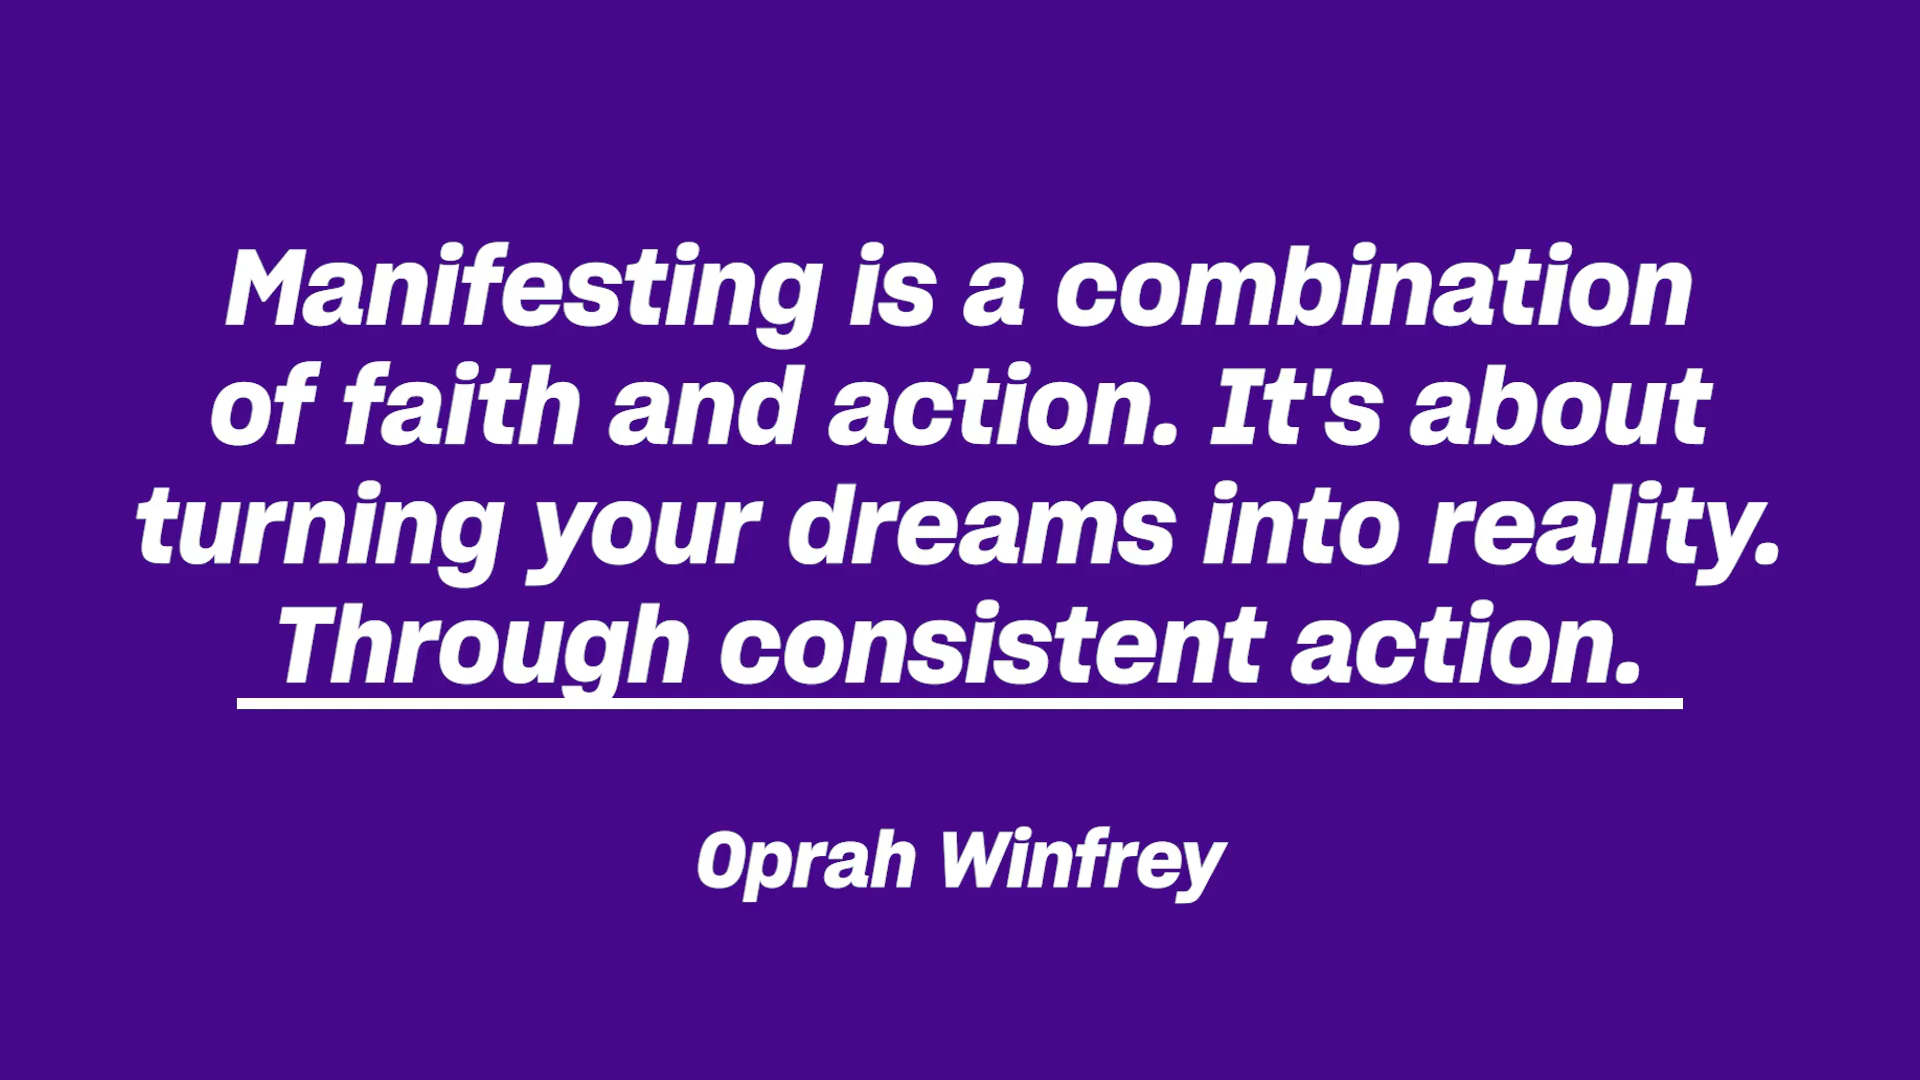 Manifesting is a combination
of faith and action. It's about
turning your dreams into reality.
Through consistent action.
Oprah Winfrey